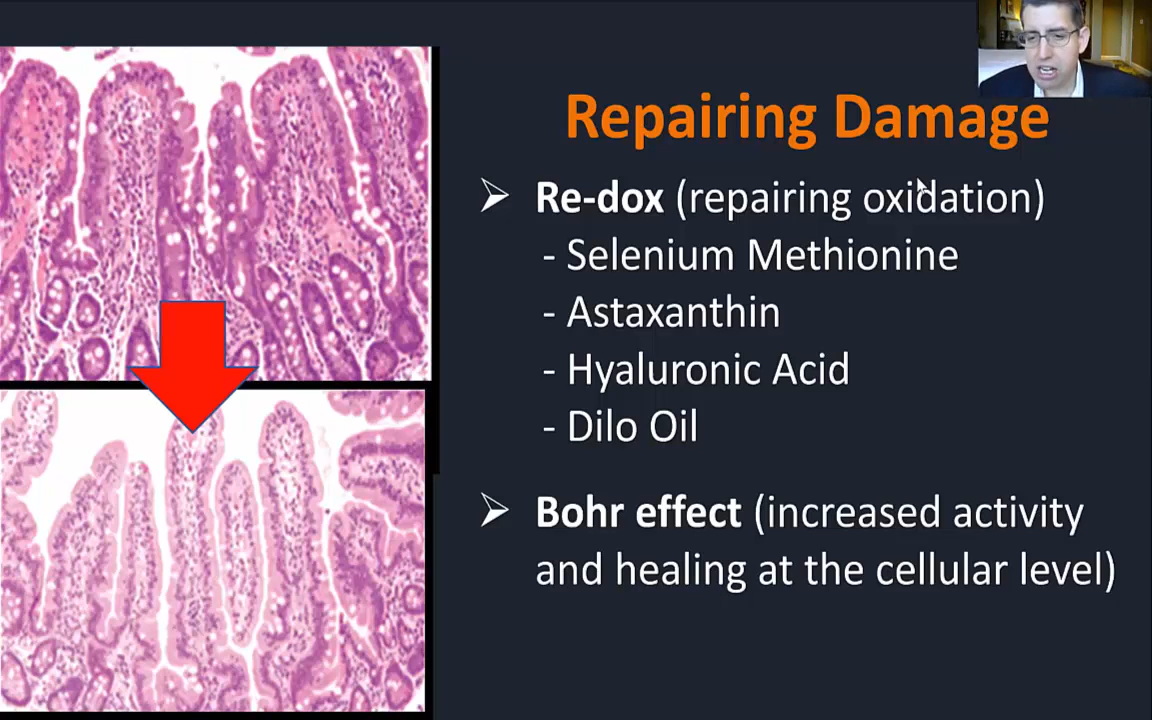 Repairing Damage
➢ Re-dox (repairing oxidation)
- Selenium Methionine
- Astaxanthin
- Hyaluronic Acid
- Dilo Oil
➢ Bohr effect (increased activity
and healing at the cellular level)